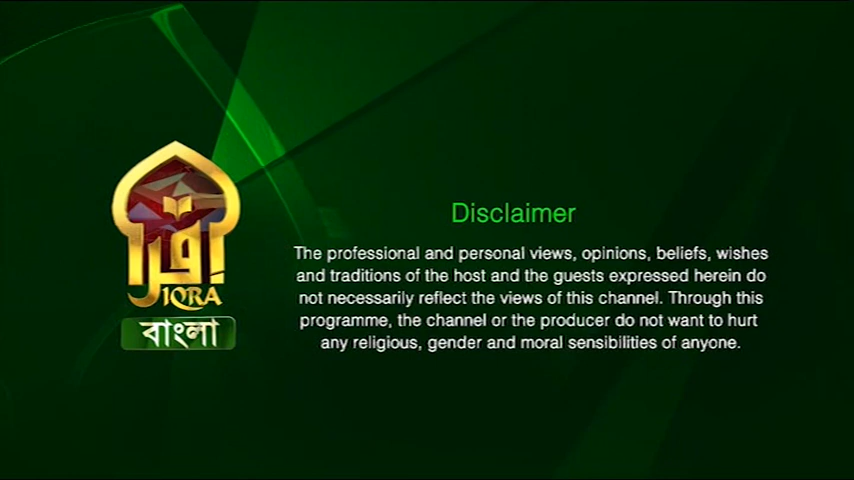 اقرأ
IQRA
বাংলা
Disclaimer
The professional and personal views, opinions, beliefs, wishes
and traditions of the host and the guests expressed herein do
not necessarily reflect the views of this channel. Through this
programme, the channel or the producer do not want to hurt
any religious, gender and moral sensibilities of anyone.